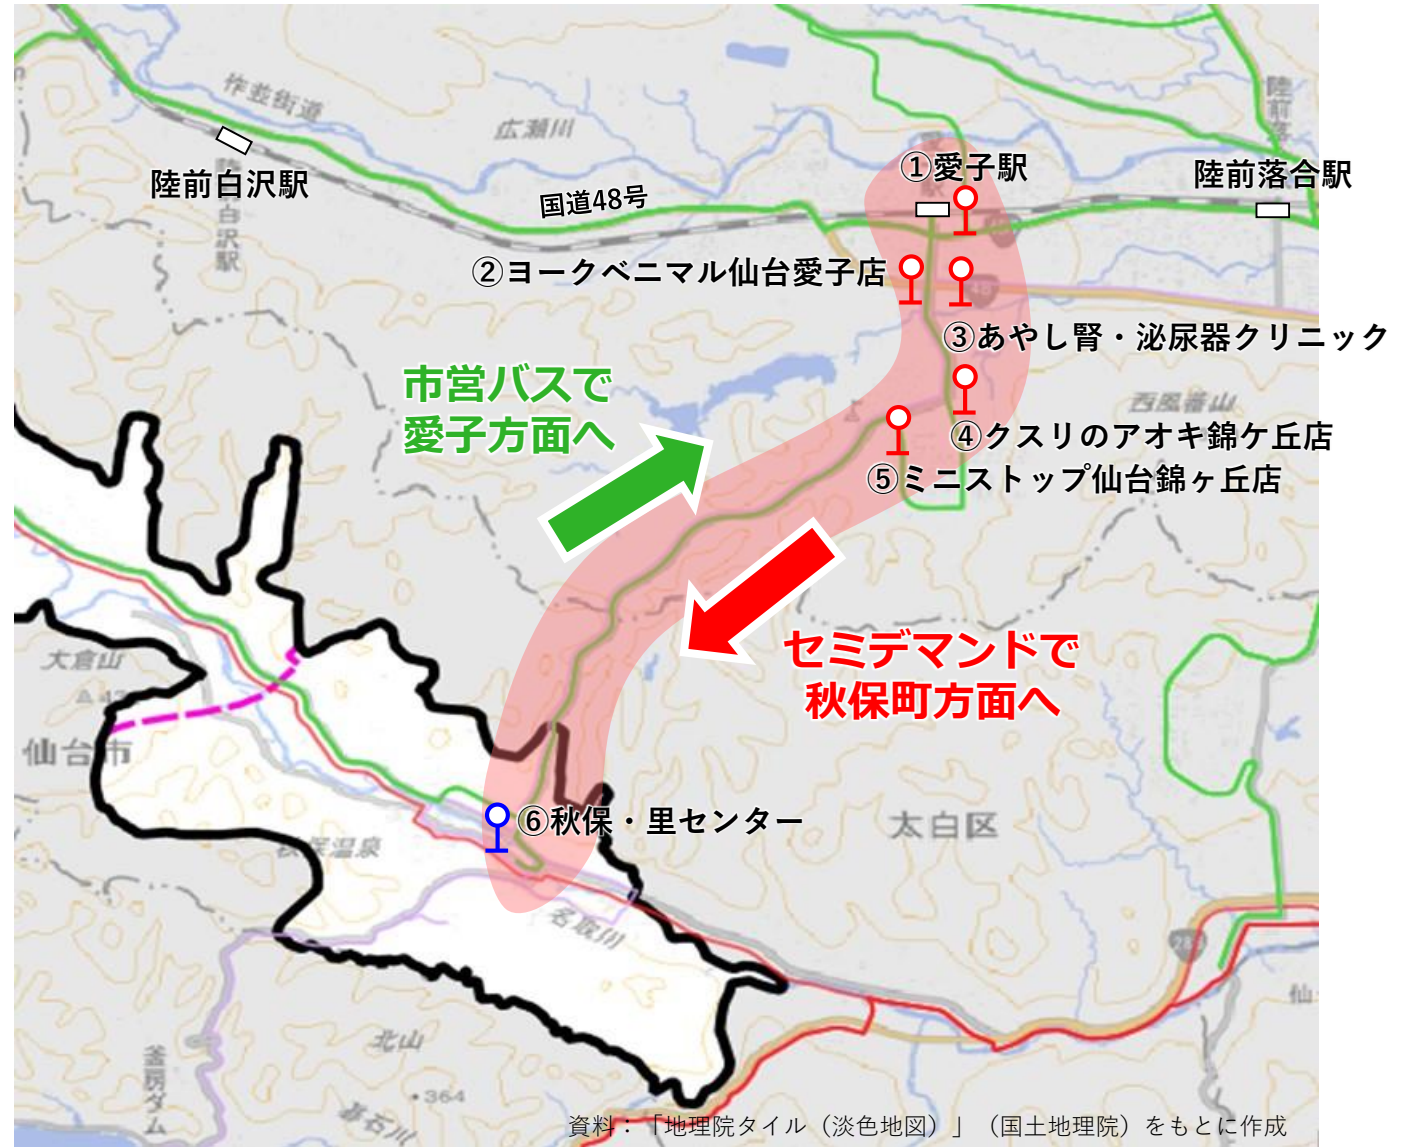 作並街道
広瀬川
陸前白沢駅
陸前白沢駅
国道48号
①愛子駅
陸前落合駅
②ヨークベニマル仙台愛子店
③あやし腎・泌尿器クリニック
市営バスで
愛子方面へ
西風蕃山
④クスリのアオキ錦ケ丘店
⑤ミニストップ仙台錦ヶ丘店
セミデマンドで
秋保町方面へ
大倉山
仙台市
⑥秋保・里センター
太白区
秋保温泉
名取川
北山
釜房ダム
・364
碁石川
仙
資料：「地理院タイル（淡色地図）」（国土地理院）をもとに作成